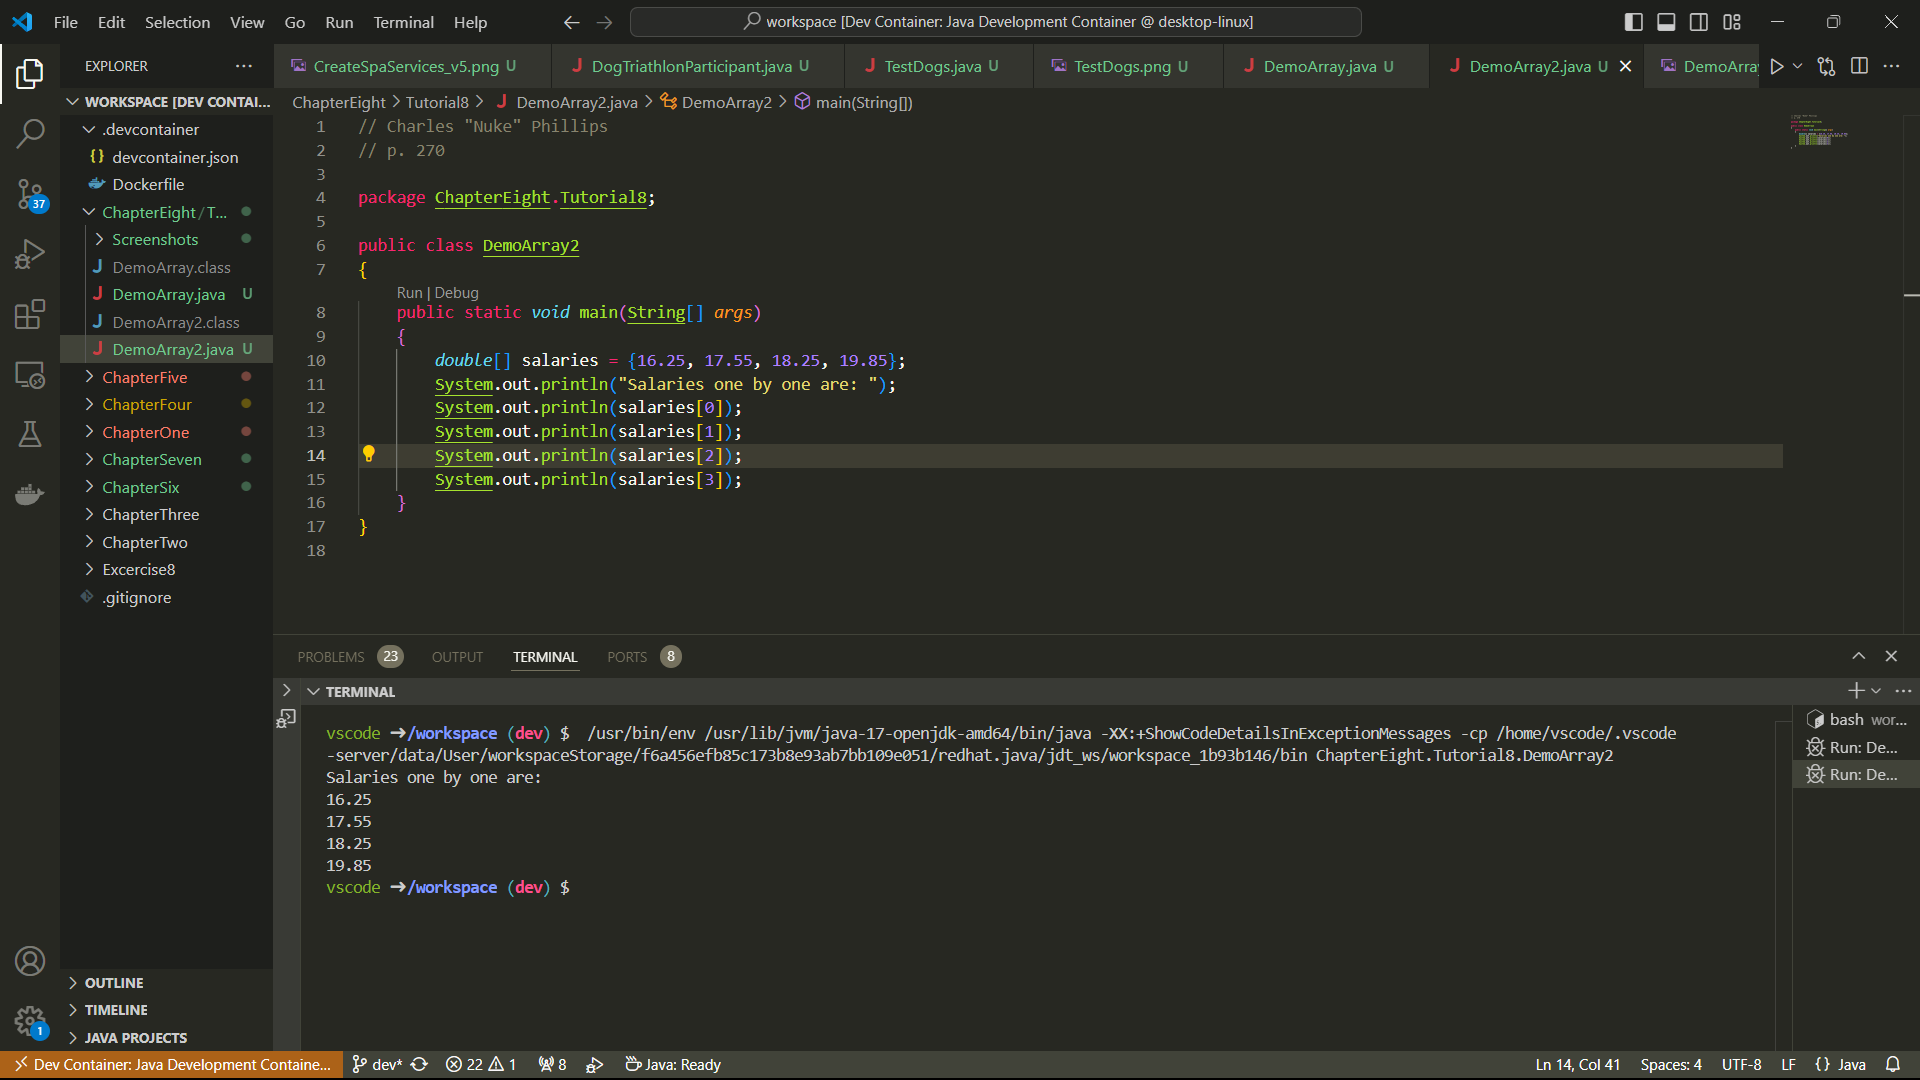 File Edit Selection View Go Run Terminal Help
workspace [Dev Container: Java Development Container @ desktop-linux]
EXPLORER
CreateSpaServices_v5.png U
DogTriathlonParticipant.java U
TestDogs.java U
TestDogs.png U
DemoArray.java U
DemoArray2.java U
DemoArray
WORKSPACE [DEV CONTAI...
.devcontainer
devcontainer.json
Dockerfile
ChapterEight / T...
Screenshots
DemoArray.class
DemoArray.java U
DemoArray2.class
DemoArray2.java U
ChapterFive
ChapterFour
ChapterOne
ChapterSeven
ChapterSix
ChapterThree
ChapterTwo
Excercise8
.gitignore
37
OUTLINE
TIMELINE
JAVA PROJECTS
1
ChapterEight > Tutorial8 > DemoArray2.java > DemoArray2 > main(String[])
1 // Charles "Nuke" Phillips
2 // p. 270
3
4 package ChapterEight.Tutorial8;
5
6 public class DemoArray2
7 {
Run | Debug
8 public static void main(String[] args)
9 {
10 double[] salaries = {16.25, 17.55, 18.25, 19.85};
11 System.out.println("Salaries one by one are: ");
12 System.out.println(salaries[0]);
13 System.out.println(salaries[1]);
14 System.out.println(salaries[2]);
15 System.out.println(salaries[3]);
16 }
17 }
18
PROBLEMS 23 OUTPUT TERMINAL PORTS 8
TERMINAL
vscode ➜/workspace (dev) $ /usr/bin/env /usr/lib/jvm/java-17-openjdk-amd64/bin/java -XX:+ShowCodeDetailsInExceptionMessages -cp /home/vscode/.vscode
-server/data/User/workspaceStorage/f6a456efb85c173b8e93ab7bb109e051/redhat.java/jdt_ws/workspace_1b93b146/bin ChapterEight.Tutorial8.DemoArray2
Salaries one by one are:
16.25
17.55
18.25
19.85
vscode ➜/workspace (dev) $
bash wor...
Run: De...
Run: De...
Dev Container: Java Development Containe... dev* 22 1 8 Java: Ready
Ln 14, Col 41 Spaces: 4 UTF-8 LF {} Java